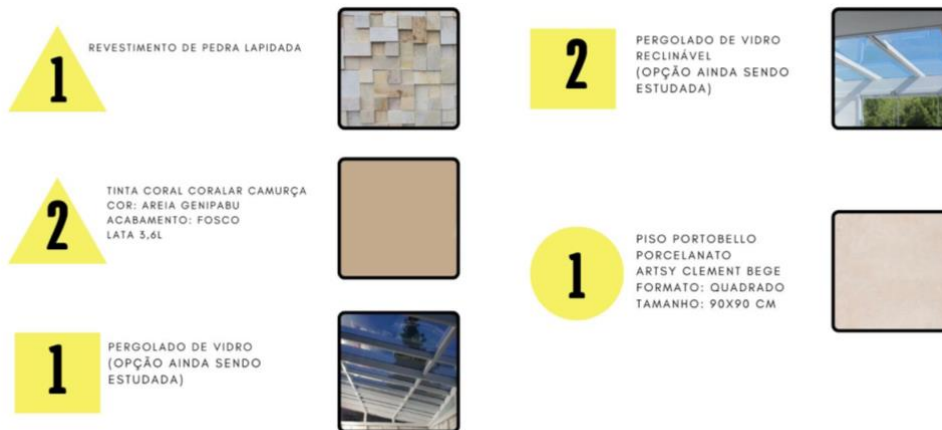 1
REVESTIMENTO DE PEDRA LAPIDADA
2
TINTA CORAL CORALAR CAMURÇA
COR: AREIA GENIPABU
ACABAMENTO: FOSCO
LATA 3,6L
1
PERGOLADO DE VIDRO
(OPÇÃO AINDA SENDO
ESTUDADA)
2
PERGOLADO DE VIDRO
RECLINÁVEL
(OPÇÃO AINDA SENDO
ESTUDADA)
1
PISO PORTOBELLO
PORCELANATO
ARTSY CLEMENT BEGE
FORMATO: QUADRADO
TAMANHO: 90X90 CM